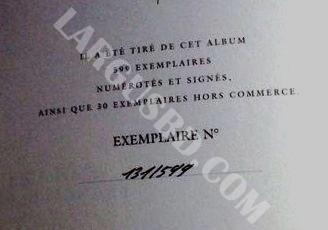 IL A ÉTÉ TIRÉ DE CET ALBUM
599 EXEMPLAIRES
NUMÉROTÉS ET SIGNÉS,
AINSI QUE 30 EXEMPLAIRES HORS COMMERCE.
EXEMPLAIRE N°
131/599
LARGUSBD.COM